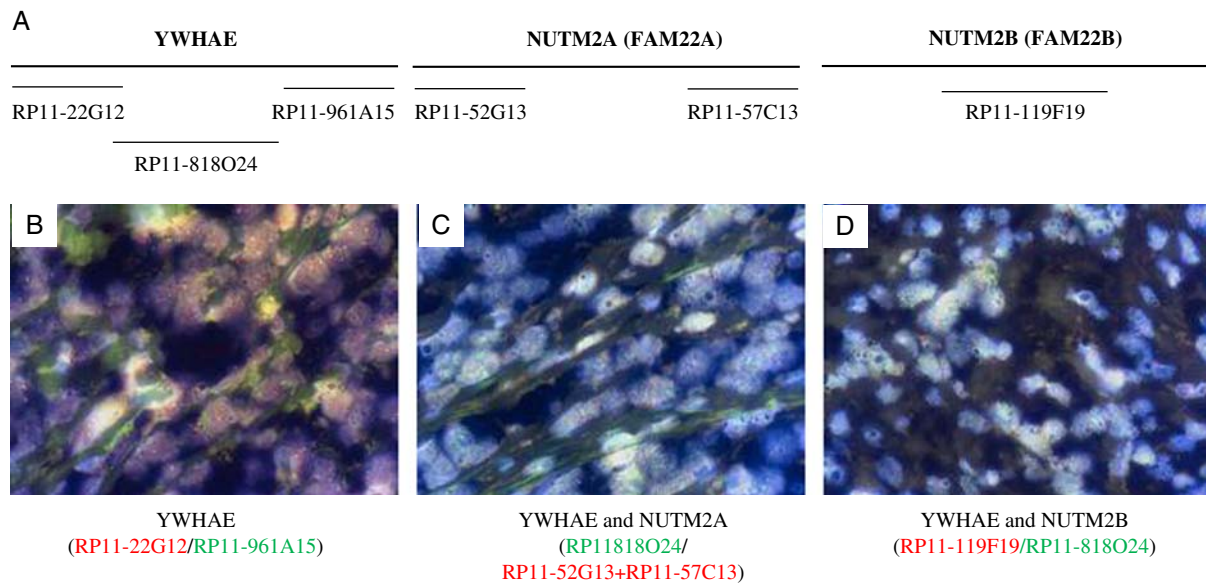 A
YWHAE
NUTM2A (FAM22A)
NUTM2B (FAM22B)
RP11-22G12
RP11-961A15
RP11-52G13
RP11-57C13
RP11-119F19
RP11-818O24
B
C
D
YWHAE
(RP11-22G12/RP11-961A15)
YWHAE and NUTM2A
(RP11818O24/
RP11-52G13+RP11-57C13)
YWHAE and NUTM2B
(RP11-119F19/RP11-818O24)